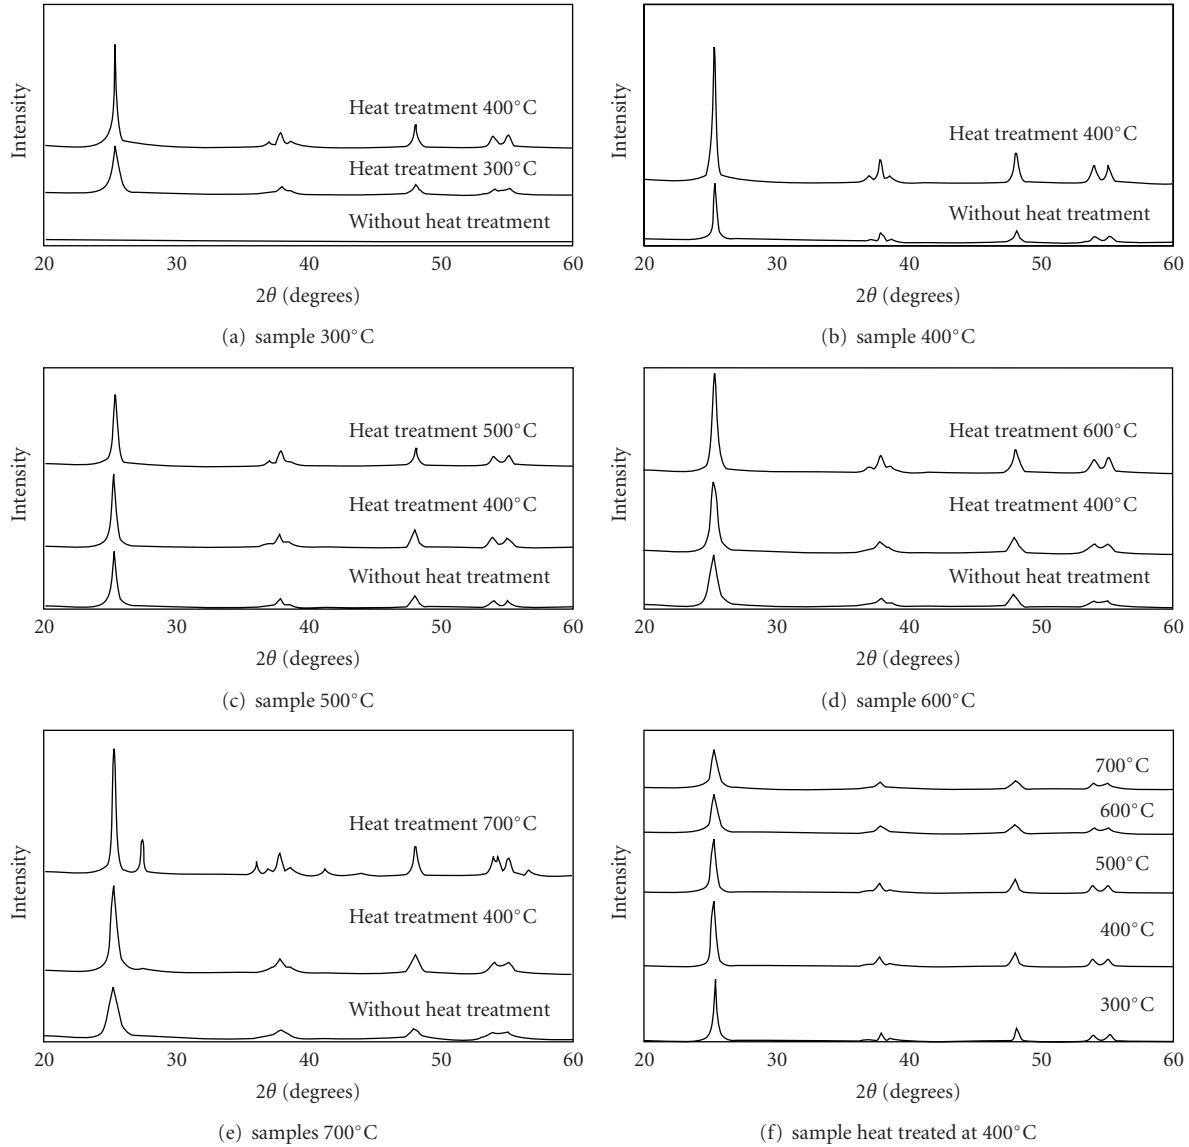 Intensity
Heat treatment 400°C
Heat treatment 300°C
Without heat treatment
20 30 40 50 60
2θ (degrees)
(a) sample 300°C
Intensity
Heat treatment 400°C
Without heat treatment
20 30 40 50 60
2θ (degrees)
(b) sample 400°C
Intensity
Heat treatment 500°C
Heat treatment 400°C
Without heat treatment
20 30 40 50 60
2θ (degrees)
(c) sample 500°C
Intensity
Heat treatment 600°C
Heat treatment 400°C
Without heat treatment
20 30 40 50 60
2θ (degrees)
(d) sample 600°C
Intensity
Heat treatment 700°C
Heat treatment 400°C
Without heat treatment
20 30 40 50 60
2θ (degrees)
(e) samples 700°C
Intensity
700°C
600°C
500°C
400°C
300°C
20 30 40 50 60
2θ (degrees)
(f) sample heat treated at 400°C